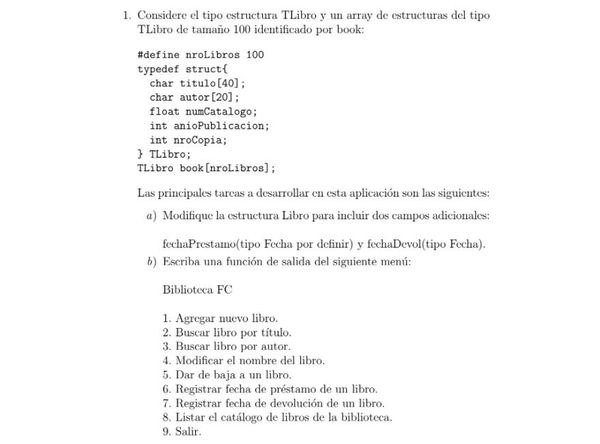 1. Considere el tipo estructura TLibro y un array de estructuras del tipo
TLibro de tamaño 100 identificado por book:
#define nroLibros 100
typedef struct{
char titulo[40];
char autor[20];
float numCatalogo;
int anioPublicacion;
int nroCopia;
} TLibro;
TLibro book[nroLibros];
Las principales tareas a desarrollar en esta aplicación son las siguientes:
a) Modifique la estructura Libro para incluir dos campos adicionales:
fechaPrestamo(tipo Fecha por definir) y fechaDevol(tipo Fecha).
b) Escriba una función de salida del siguiente menú:
Biblioteca FC
1. Agregar nuevo libro.
2. Buscar libro por título.
3. Buscar libro por autor.
4. Modificar el nombre del libro.
5. Dar de baja a un libro.
6. Registrar fecha de préstamo de un libro.
7. Registrar fecha de devolución de un libro.
8. Listar el catálogo de libros de la biblioteca.
9. Salir.